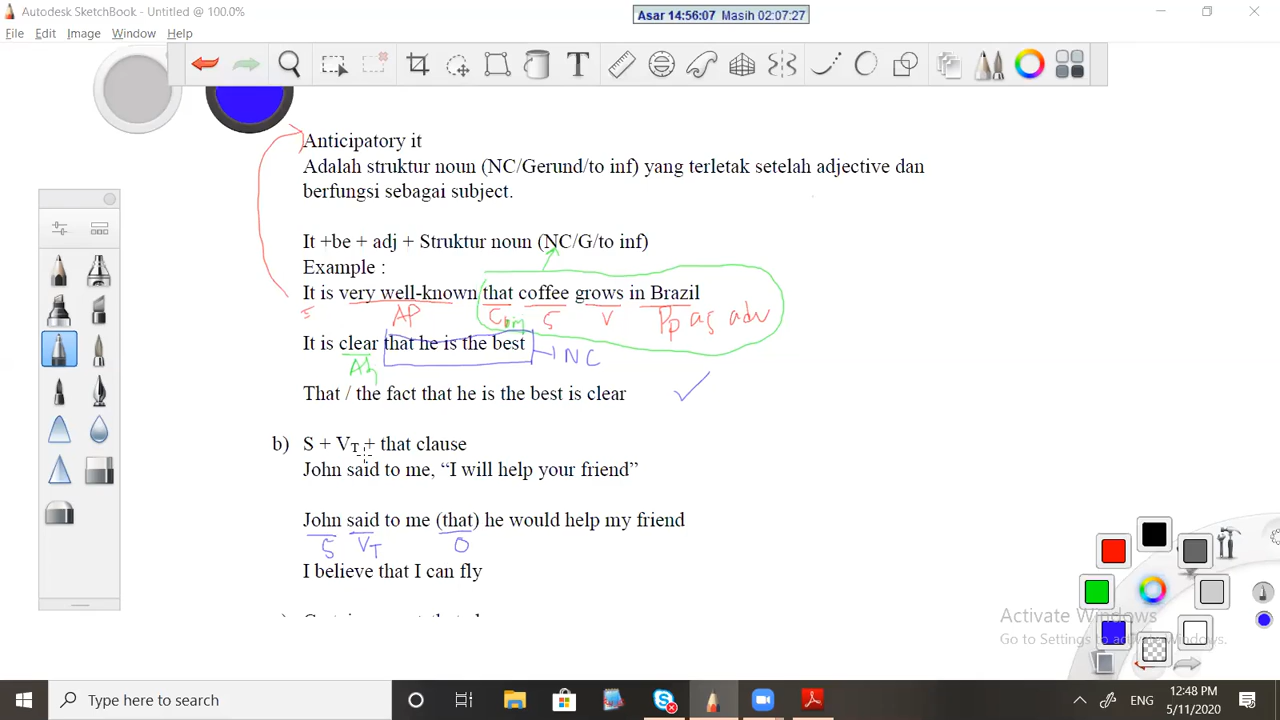 Autodesk SketchBook - Untitled @ 100.0%
Asar 14:56:07 Masih 02:07:27
File Edit Image Window Help
Anticipatory it
Adalah struktur noun (NC/Gerund/to inf) yang terletak setelah adjective dan
berfungsi sebagai subject.
It +be + adj + Struktur noun (NC/G/to inf)
Example :
It is very well-known that coffee grows in Brazil
S AP Conj S V Pp as adv
It is clear that he is the best
NC
That / the fact that he is the best is clear
b) S + VT + that clause
John said to me, “I will help your friend”
John said to me (that) he would help my friend
S VT O
I believe that I can fly
Activate Windows
Go to Settings to activate Windows.
Type here to search
ENG
12:48 PM
5/11/2020